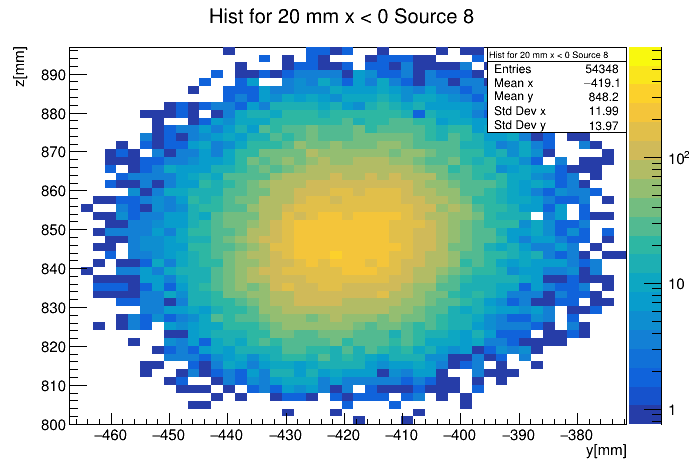 Hist for 20 mm x < 0 Source 8
z[mm]
Hist for 20 mm x < 0 Source 8
Entries 54348
Mean x −419.1
Mean y 848.2
Std Dev x 11.99
Std Dev y 13.97
890
880
870
860
850
840
830
820
810
800
10²
10
1
−460 −450 −440 −430 −420 −410 −400 −390 −380
y[mm]